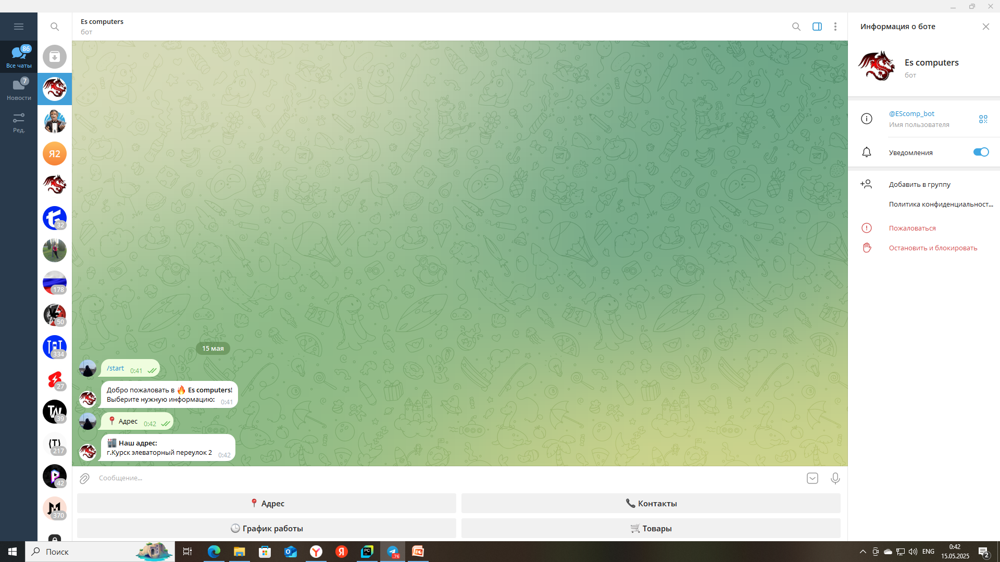 Es computers
бот
Информация о боте
86
Все чаты
7
Новости
Ред.
Я2
32
178
50
334
27
TW
39
(T)
217
42
370
15 мая
/start 0:41
Добро пожаловать в 🔥 Es computers!
Выберите нужную информацию: 0:41
📍 Адрес 0:42
🏢 Наш адрес:
г.Курск элеваторный переулок 2 0:42
Сообщение...
📍 Адрес
📞 Контакты
🕒 График работы
🛒 Товары
Es computers
бот
@EScomp_bot
Имя пользователя
Уведомления
Добавить в группу
Политика конфиденциальност...
Пожаловаться
Остановить и блокировать
Поиск
PC
Я
.76
ENG
0:42
15.05.2025
2